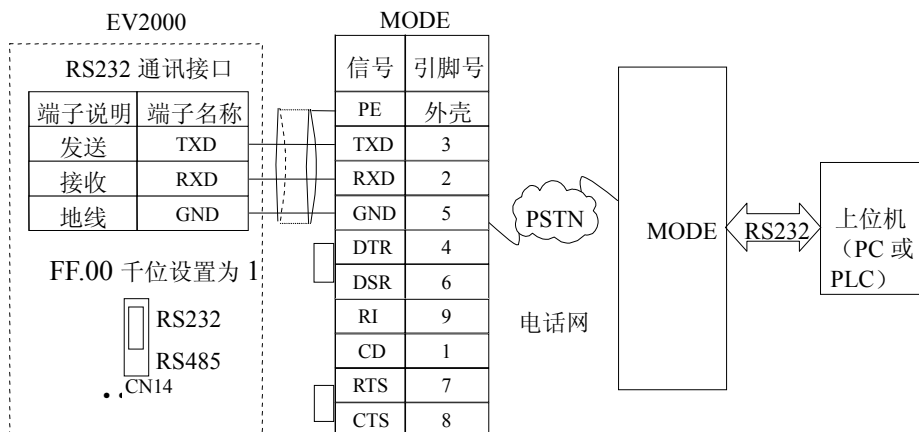 EV2000
RS232 通讯接口
端子说明 端子名称
发送 TXD
接收 RXD
地线 GND
FF.00 千位设置为 1
RS232
RS485
CN14
MODE
信号 引脚号
PE 外壳
TXD 3
RXD 2
GND 5
DTR 4
DSR 6
RI 9
CD 1
RTS 7
CTS 8
PSTN
电话网
MODE
RS232
上位机
（PC 或
PLC）